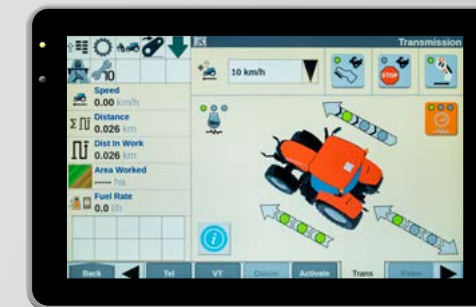 Transmission
10
10 km/h
STOP
Speed
0.00 km/h
Σ Distance
0.026 km
Dist In Work
0.026 km
Area Worked
----- ha
Fuel Rate
0.0 l/h
i
Back
Tel
VT
Datum
Activate
Trans
Video